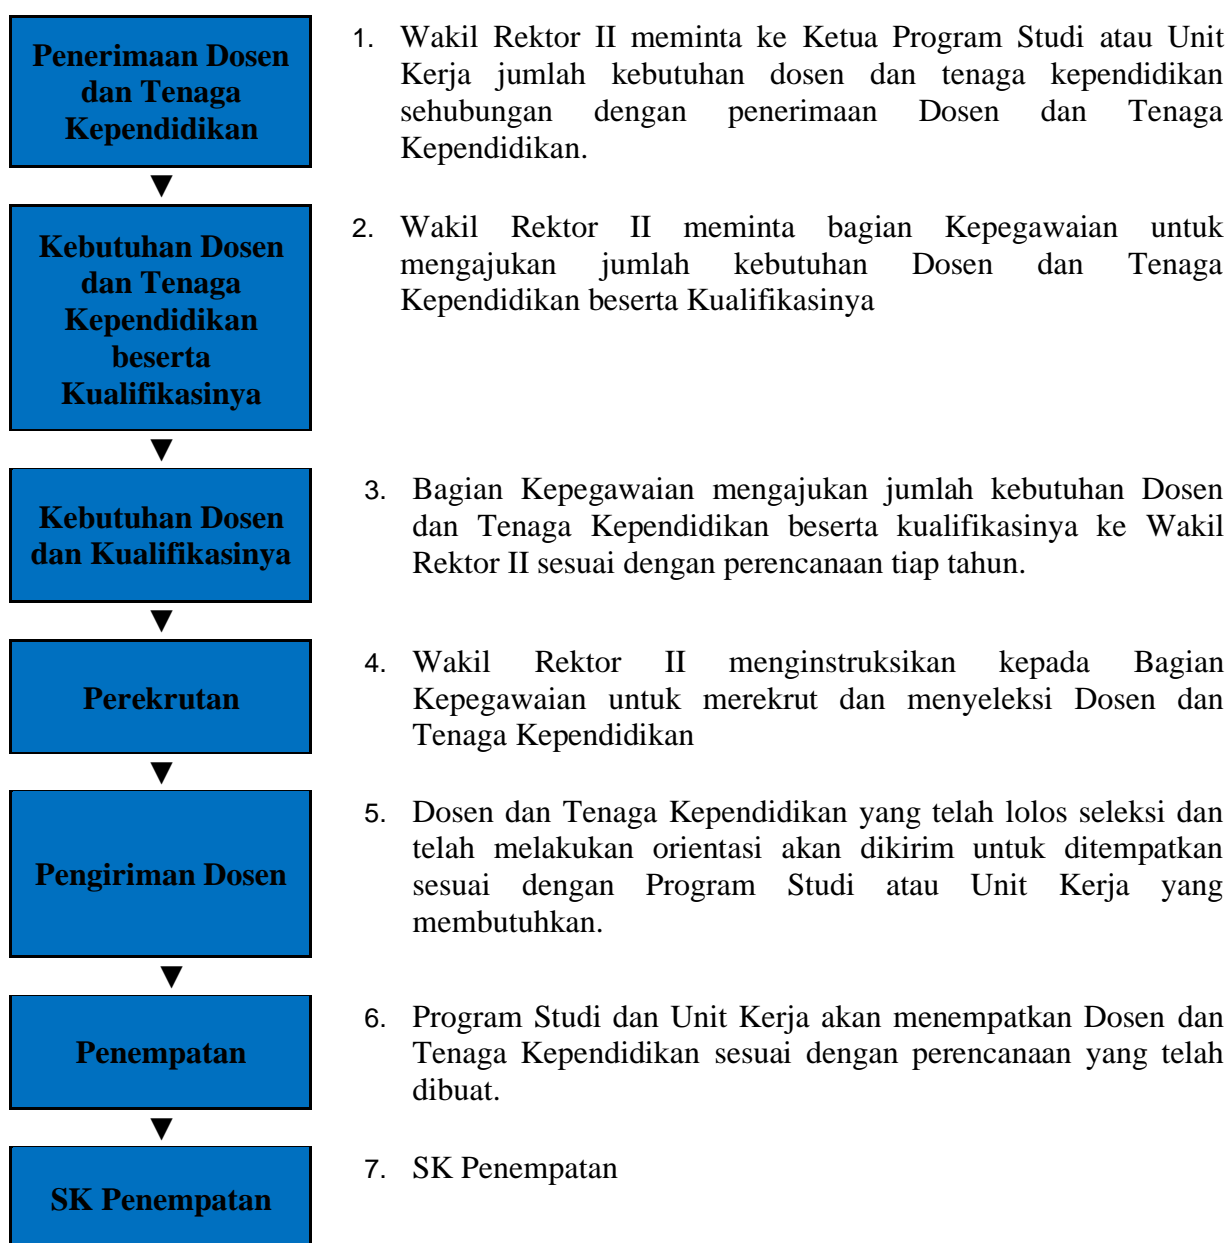 Penerimaan Dosen
dan Tenaga
Kependidikan
1. Wakil Rektor II meminta ke Ketua Program Studi atau Unit
Kerja jumlah kebutuhan dosen dan tenaga kependidikan
sehubungan dengan penerimaan Dosen dan Tenaga
Kependidikan.
Kebutuhan Dosen
dan Tenaga
Kependidikan
beserta
Kualifikasinya
2. Wakil Rektor II meminta bagian Kepegawaian untuk
mengajukan jumlah kebutuhan Dosen dan Tenaga
Kependidikan beserta Kualifikasinya
Kebutuhan Dosen
dan Kualifikasinya
3. Bagian Kepegawaian mengajukan jumlah kebutuhan Dosen
dan Tenaga Kependidikan beserta kualifikasinya ke Wakil
Rektor II sesuai dengan perencanaan tiap tahun.
Perekrutan
4. Wakil Rektor II menginstruksikan kepada Bagian
Kepegawaian untuk merekrut dan menyeleksi Dosen dan
Tenaga Kependidikan
Pengiriman Dosen
5. Dosen dan Tenaga Kependidikan yang telah lolos seleksi dan
telah melakukan orientasi akan dikirim untuk ditempatkan
sesuai dengan Program Studi atau Unit Kerja yang
membutuhkan.
Penempatan
6. Program Studi dan Unit Kerja akan menempatkan Dosen dan
Tenaga Kependidikan sesuai dengan perencanaan yang telah
dibuat.
SK Penempatan
7. SK Penempatan